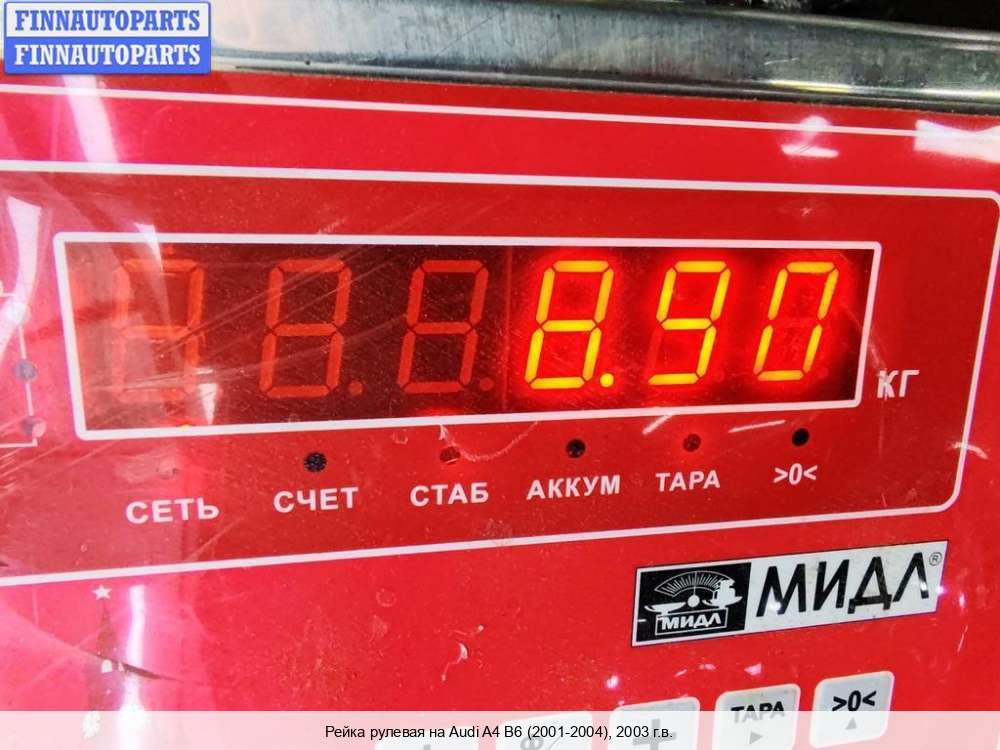 FINNAUTOPARTS
FINNAUTOPARTS
8.90
кг
СЕТЬ СЧЕТ СТАБ АККУМ ТАРА >0<
МИДЛ МИДЛ®
ТАРА >0<
Рейка рулевая на Audi A4 B6 (2001-2004), 2003 г.в.